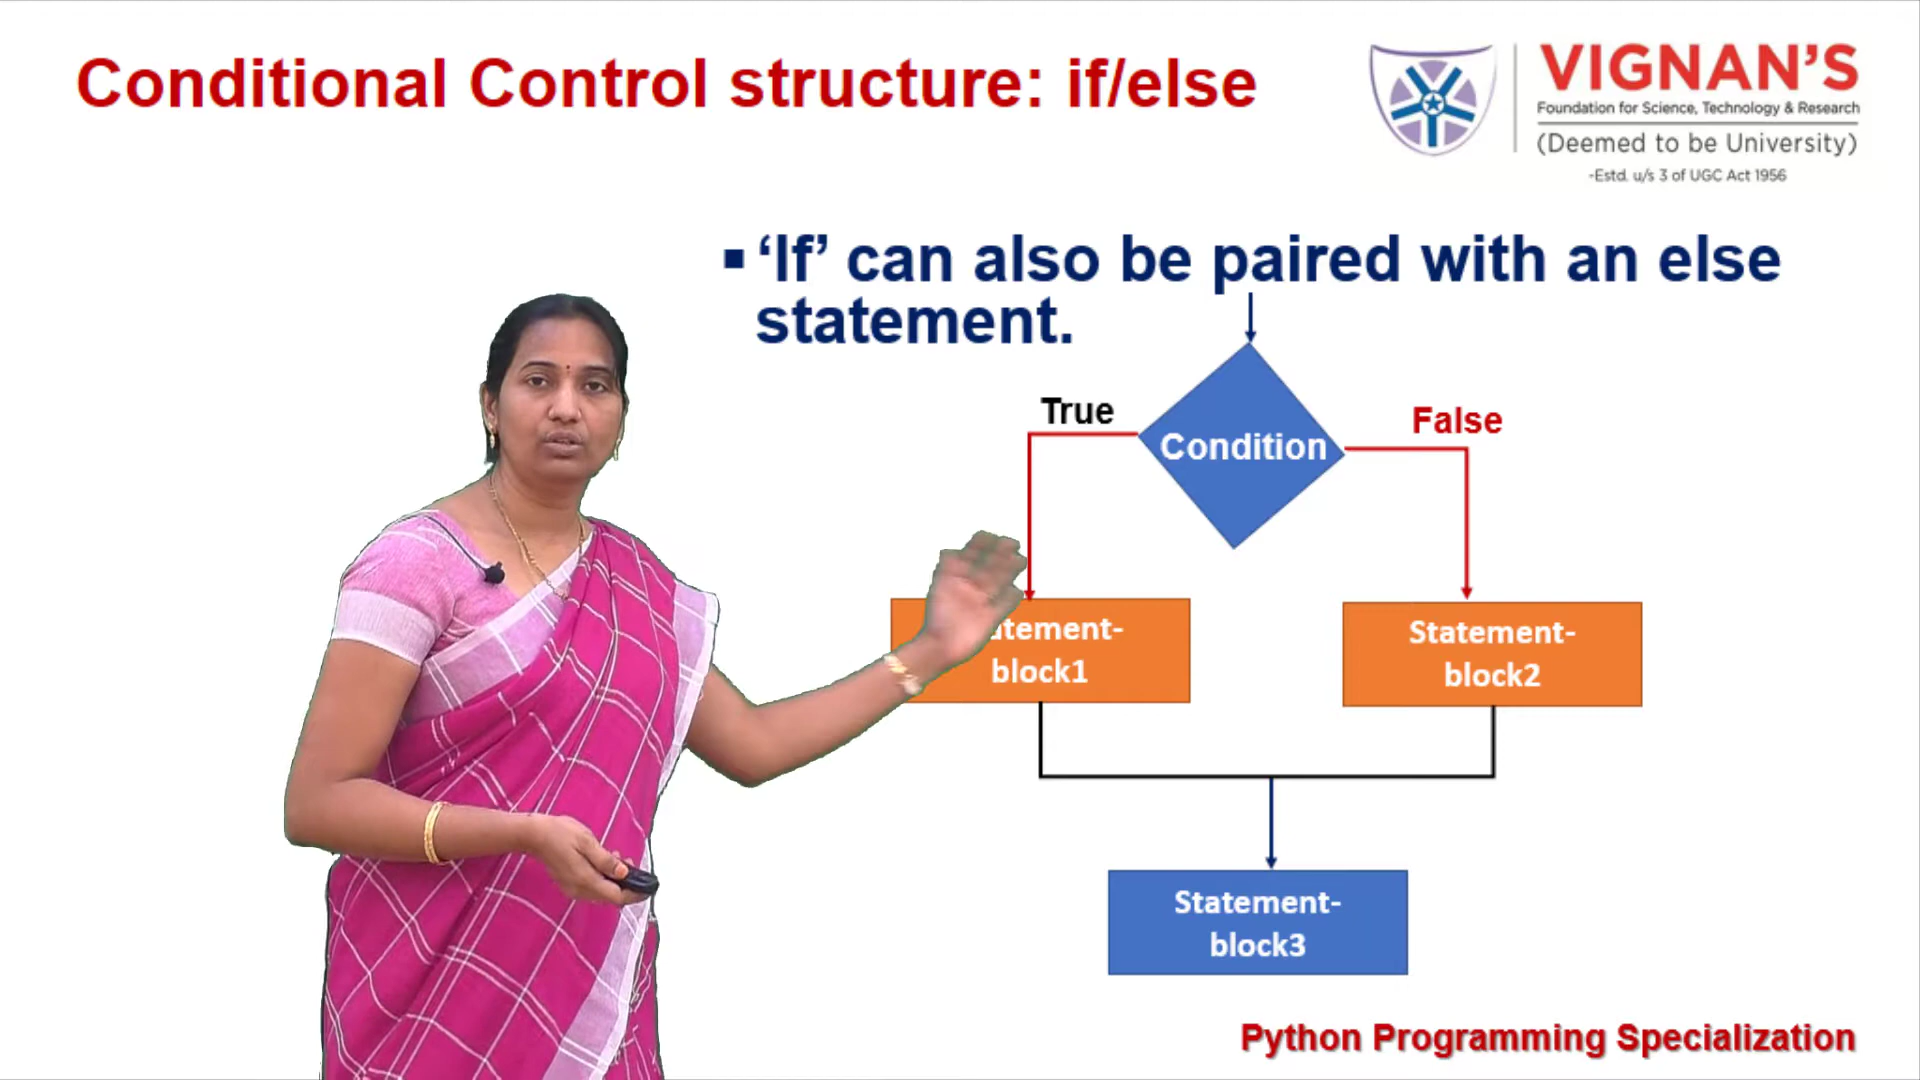 Conditional Control structure: if/else
VIGNAN'S
Foundation for Science, Technology & Research
(Deemed to be University)
-Estd. u/s 3 of UGC Act 1956
▪ ‘If’ can also be paired with an else
statement.
True
False
Condition
block1
Statement-
block2
Statement-
block3
Python Programming Specialization